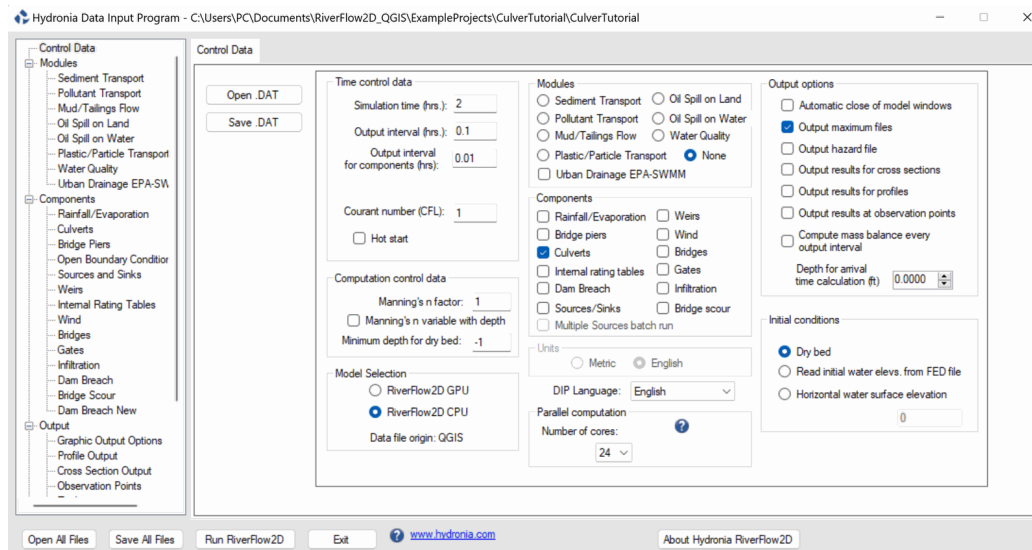 Hydronia Data Input Program - C:\Users\PC\Documents\RiverFlow2D_QGIS\ExampleProjects\CulverTutorial\CulverTutorial
Control Data
Modules
Sediment Transport
Pollutant Transport
Mud/Tailings Flow
Oil Spill on Land
Oil Spill on Water
Plastic/Particle Transport
Water Quality
Urban Drainage EPA-SW
Components
Rainfall/Evaporation
Culverts
Bridge Piers
Open Boundary Condition
Sources and Sinks
Weirs
Internal Rating Tables
Wind
Bridges
Gates
Infiltration
Dam Breach
Bridge Scour
Dam Breach New
Output
Graphic Output Options
Profile Output
Cross Section Output
Observation Points
Control Data
Open .DAT
Save .DAT
Time control data
Simulation time (hrs.): 2
Output interval (hrs.): 0.1
Output interval
for components (hrs): 0.01
Courant number (CFL): 1
Hot start
Computation control data
Manning's n factor: 1
Manning's n variable with depth
Minimum depth for dry bed: -1
Model Selection
RiverFlow2D GPU
RiverFlow2D CPU
Data file origin: QGIS
Modules
Sediment Transport Oil Spill on Land
Pollutant Transport Oil Spill on Water
Mud/Tailings Flow Water Quality
Plastic/Particle Transport None
Urban Drainage EPA-SWMM
Components
Rainfall/Evaporation Weirs
Bridge piers Wind
Culverts Bridges
Internal rating tables Gates
Dam Breach Infiltration
Sources/Sinks Bridge scour
Multiple Sources batch run
Units
Metric English
DIP Language: English
Parallel computation
Number of cores: ?
24
Output options
Automatic close of model windows
Output maximum files
Output hazard file
Output results for cross sections
Output results for profiles
Output results at observation points
Compute mass balance every
output interval
Depth for arrival
time calculation (ft) 0.0000
Initial conditions
Dry bed
Read initial water elevs. from FED file
Horizontal water surface elevation
0
Open All Files Save All Files Run RiverFlow2D Exit ? www.hydronia.com About Hydronia RiverFlow2D